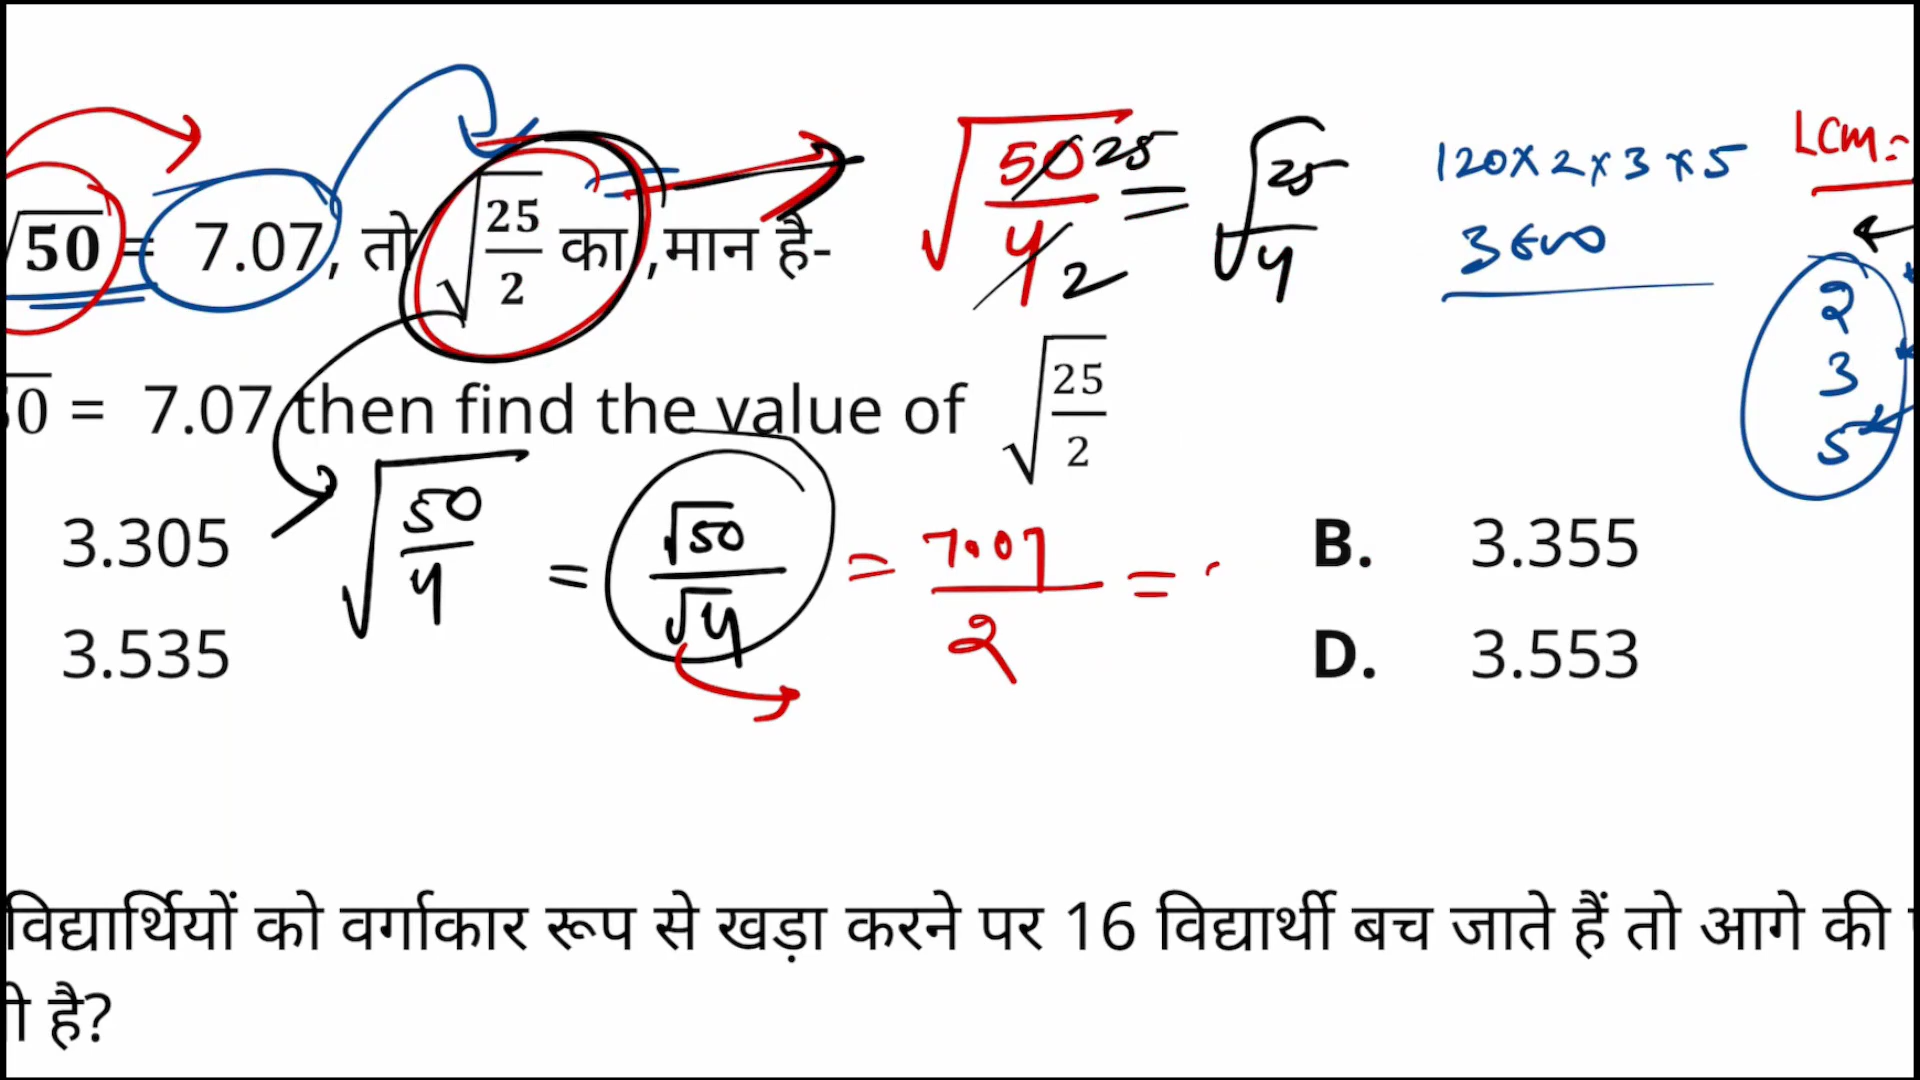 √50 = 7.07, तो √25/2 का ,मान है-
√50/4 = √25/4
25
2
120×2×3×5
3600
LCM=
2
3
5
0 = 7.07 then find the value of √25/2
√50/4 = √50/√4 = 7.07/2 =
3.305 B. 3.355
3.535 D. 3.553
विद्यार्थियों को वर्गाकार रूप से खड़ा करने पर 16 विद्यार्थी बच जाते हैं तो आगे की
है?